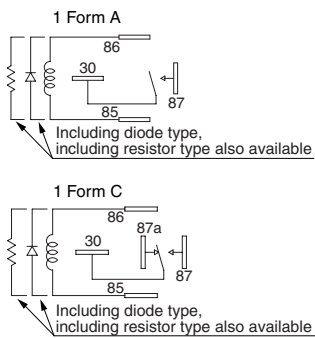 1 Form A
86
30
87
85
Including diode type,
including resistor type also available
1 Form C
86
87a
30
87
85
Including diode type,
including resistor type also available